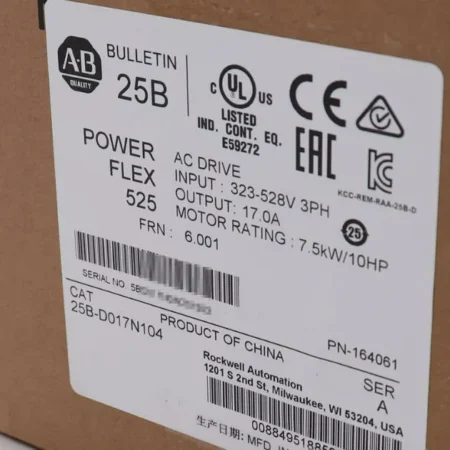 A-B
QUALITY
BULLETIN
25B
C UL US
LISTED
IND. CONT. EQ.
E59272
CE
EAC
KC
KCC-REM-RAA-25B-D
POWER
FLEX
525
AC DRIVE
INPUT : 323-528V 3PH
OUTPUT: 17.0A
MOTOR RATING : 7.5kW/10HP
25
FRN : 6.001
SERIAL NO.
CAT
25B-D017N104
PRODUCT OF CHINA
PN-164061
Rockwell Automation
1201 S 2nd St, Milwaukee, WI 53204, USA
SER
A
生产日期:
MFD.